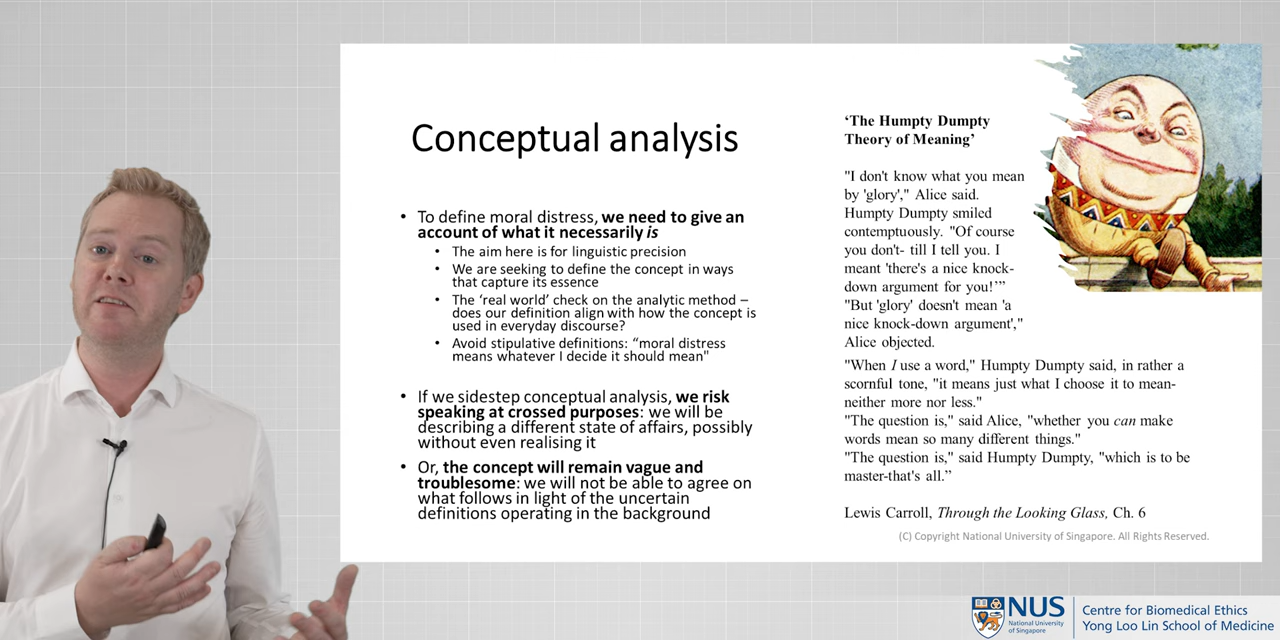 Conceptual analysis
• To define moral distress, we need to give an
account of what it necessarily is
• The aim here is for linguistic precision
• We are seeking to define the concept in ways
that capture its essence
• The ‘real world’ check on the analytic method –
does our definition align with how the concept is
used in everyday discourse?
• Avoid stipulative definitions: “moral distress
means whatever I decide it should mean"
• If we sidestep conceptual analysis, we risk
speaking at crossed purposes: we will be
describing a different state of affairs, possibly
without even realising it
• Or, the concept will remain vague and
troublesome: we will not be able to agree on
what follows in light of the uncertain
definitions operating in the background
‘The Humpty Dumpty
Theory of Meaning’
"I don't know what you mean
by 'glory'," Alice said.
Humpty Dumpty smiled
contemptuously. "Of course
you don't- till I tell you. I
meant 'there's a nice knock-
down argument for you!’”
"But 'glory' doesn't mean 'a
nice knock-down argument',"
Alice objected.
"When I use a word," Humpty Dumpty said, in rather a
scornful tone, "it means just what I choose it to mean-
neither more nor less."
"The question is," said Alice, "whether you can make
words mean so many different things."
"The question is," said Humpty Dumpty, "which is to be
master-that's all.”
Lewis Carroll, Through the Looking Glass, Ch. 6
(C) Copyright National University of Singapore. All Rights Reserved.
NUS
National University
of Singapore
Centre for Biomedical Ethics
Yong Loo Lin School of Medicine